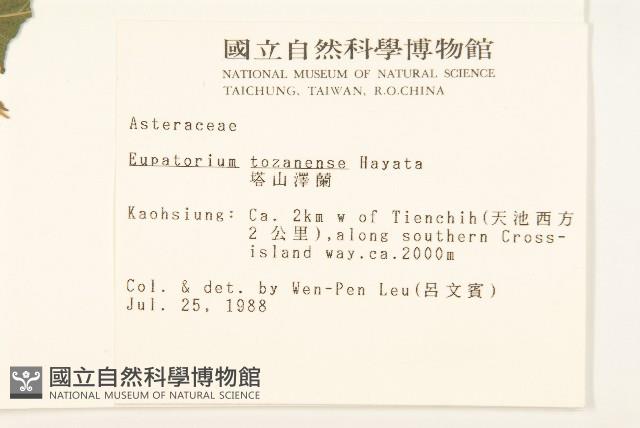 國立自然科學博物館
NATIONAL MUSEUM OF NATURAL SCIENCE
TAICHUNG, TAIWAN, R.O.CHINA
Asteraceae
Eupatorium tozanense Hayata
塔山澤蘭
Kaohsiung: Ca. 2km w of Tienchih(天池西方
2 公里),along southern Cross-
island way.ca.2000m
Col. & det. by Wen-Pen Leu(呂文賓)
Jul. 25, 1988
國立自然科學博物館
NATIONAL MUSEUM OF NATURAL SCIENCE